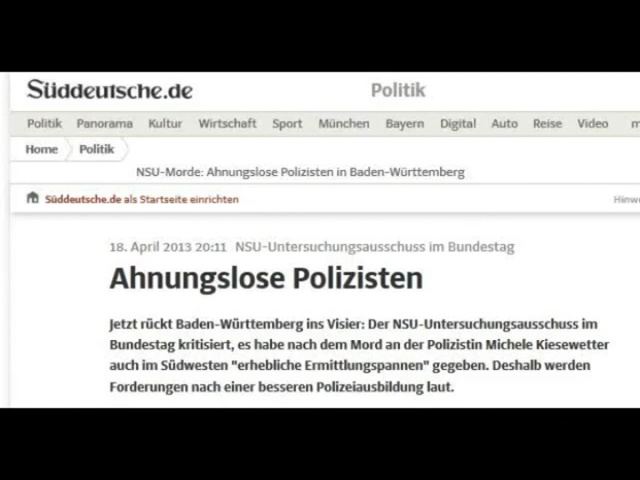 Süddeutsche.de
Politik
Politik Panorama Kultur Wirtschaft Sport München Bayern Digital Auto Reise Video
Home Politik
NSU-Morde: Ahnungslose Polizisten in Baden-Württemberg
Süddeutsche.de als Startseite einrichten
18. April 2013 20:11 NSU-Untersuchungsausschuss im Bundestag
Ahnungslose Polizisten
Jetzt rückt Baden-Württemberg ins Visier: Der NSU-Untersuchungsausschuss im
Bundestag kritisiert, es habe nach dem Mord an der Polizistin Michele Kiesewetter
auch im Südwesten "erhebliche Ermittlungspannen" gegeben. Deshalb werden
Forderungen nach einer besseren Polizeiausbildung laut.